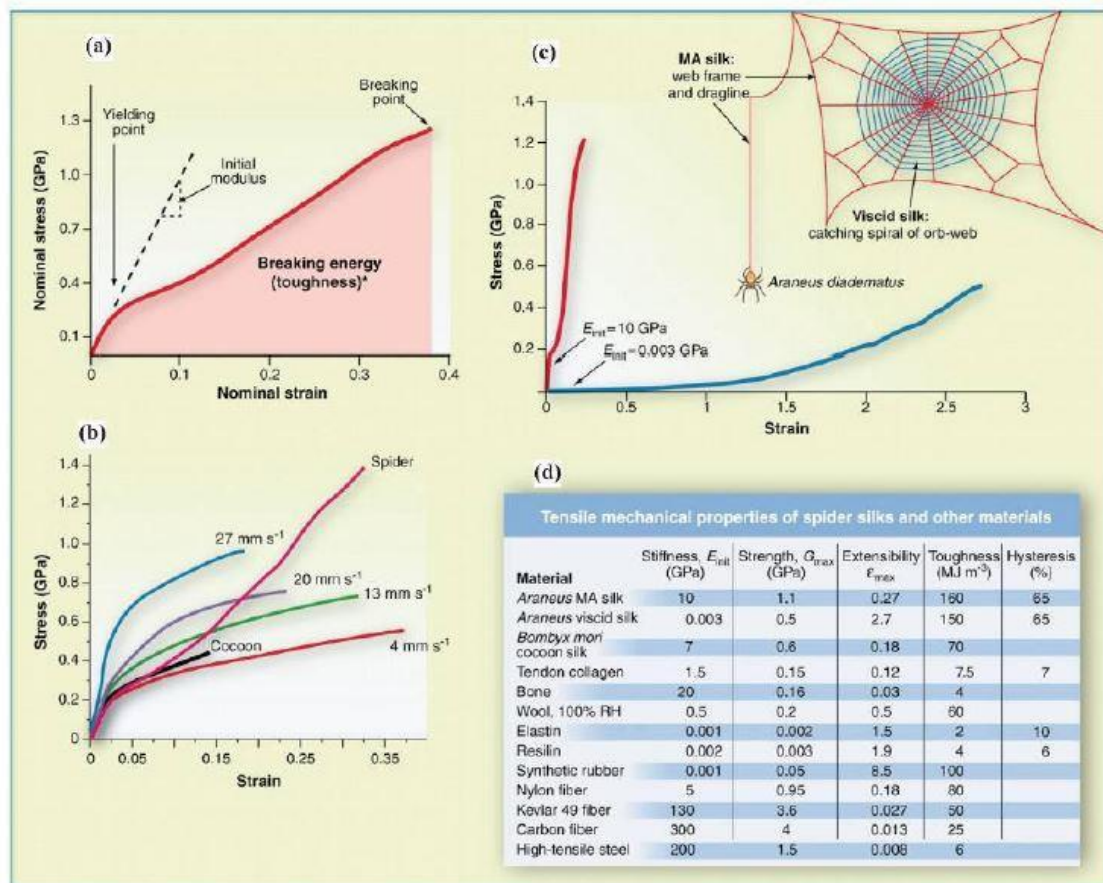 (a)
Breaking
point
Yielding
point
Initial
modulus
Breaking energy
(toughness)*
Nominal stress (GPa)
1.3
1.0
0.7
0.4
0.1
0 0.1 0.2 0.3 0.4
Nominal strain
(c)
MA silk:
web frame
and dragline
Viscid silk:
catching spiral of orb-web
Araneus diadematus
Stress (GPa)
1.4
1.2
1.0
0.8
0.6
0.4
0.2
E_init=10 GPa
E_init=0.003 GPa
0 0.5 1 1.5 2 2.5 3
Strain
(b)
Stress (GPa)
1.4
1.2
1.0
0.8
0.6
0.4
0.2
0
Spider
27 mm s⁻¹
20 mm s⁻¹
13 mm s⁻¹
Cocoon
4 mm s⁻¹
0 0.05 0.15 0.25 0.35
Strain
(d)
Tensile mechanical properties of spider silks and other materials
Material Stiffness, E_init (GPa) Strength, G_max (GPa) Extensibility ε_max Toughness (MJ m⁻³) Hysteresis (%)
Araneus MA silk 10 1.1 0.27 160 65
Araneus viscid silk 0.003 0.5 2.7 150 65
Bombyx mori cocoon silk 7 0.6 0.18 70
Tendon collagen 1.5 0.15 0.12 7.5 7
Bone 20 0.16 0.03 4
Wool, 100% RH 0.5 0.2 0.5 60
Elastin 0.001 0.002 1.5 2 10
Resilin 0.002 0.003 1.9 4 6
Synthetic rubber 0.001 0.05 8.5 100
Nylon fiber 5 0.95 0.18 80
Kevlar 49 fiber 130 3.6 0.027 50
Carbon fiber 300 4 0.013 25
High-tensile steel 200 1.5 0.008 6